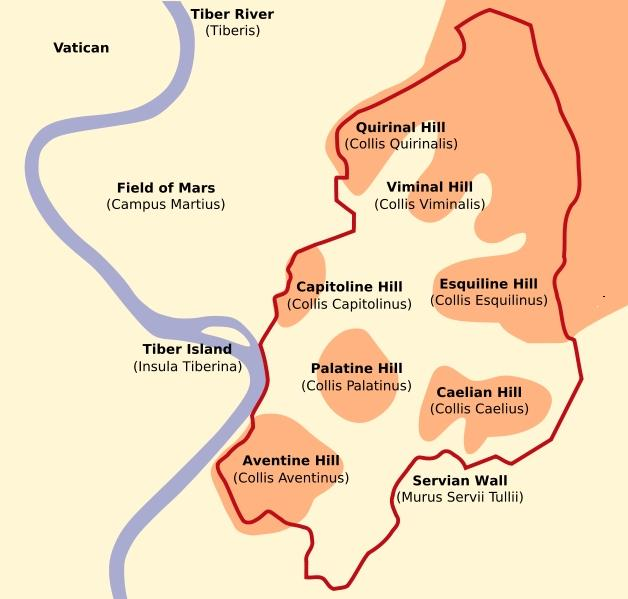 Tiber River
(Tiberis)
Vatican
Quirinal Hill
(Collis Quirinalis)
Field of Mars
(Campus Martius)
Viminal Hill
(Collis Viminalis)
Capitoline Hill
(Collis Capitolinus)
Esquiline Hill
(Collis Esquilinus)
Tiber Island
(Insula Tiberina)
Palatine Hill
(Collis Palatinus)
Caelian Hill
(Collis Caelius)
Aventine Hill
(Collis Aventinus)
Servian Wall
(Murus Servii Tullii)